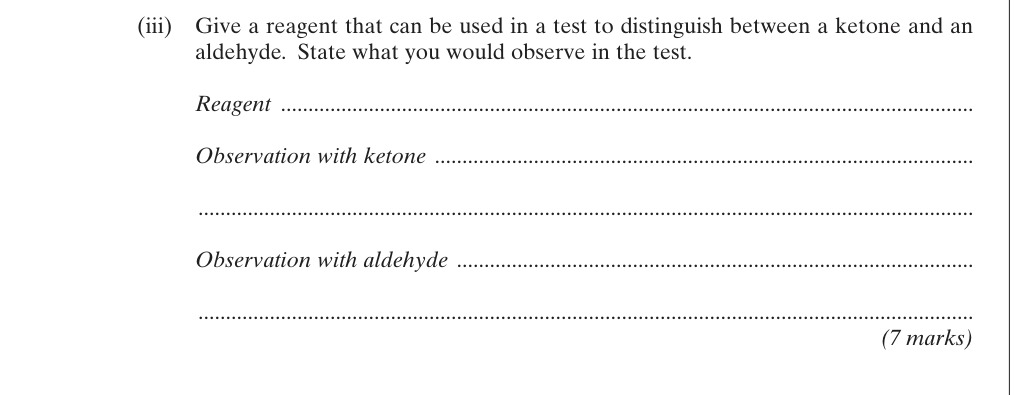 (iii) Give a reagent that can be used in a test to distinguish between a ketone and an
aldehyde. State what you would observe in the test.
Reagent ..............................................................................................................................
Observation with ketone ..................................................................................................
..............................................................................................................................................
Observation with aldehyde ..............................................................................................
..............................................................................................................................................
(7 marks)